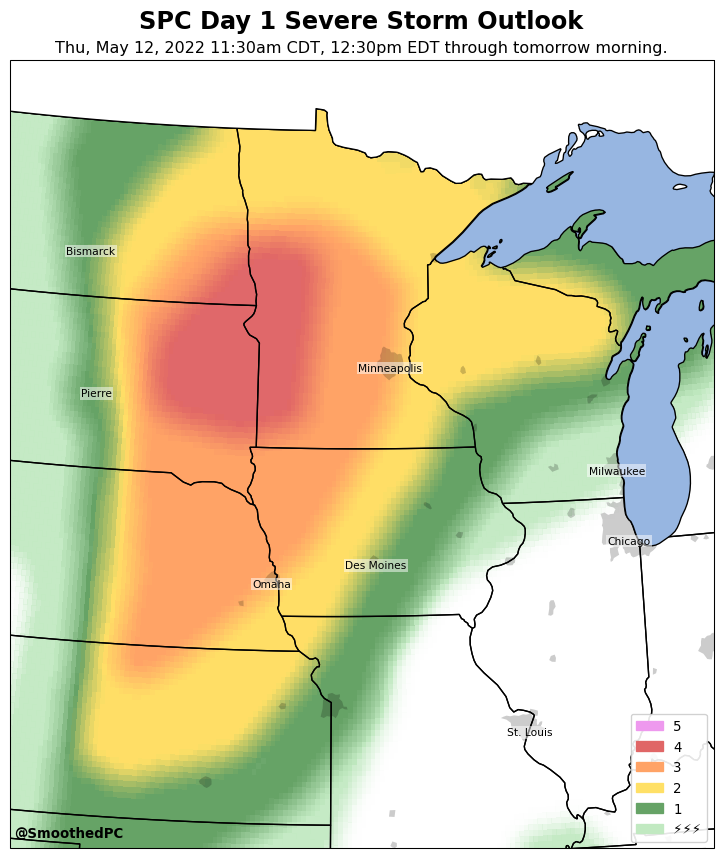 SPC Day 1 Severe Storm Outlook
Thu, May 12, 2022 11:30am CDT, 12:30pm EDT through tomorrow morning.
Bismarck
Minneapolis
Pierre
Milwaukee
Chicago
Des Moines
Omaha
St. Louis
5
4
3
2
1
⚡⚡⚡
@SmoothedPC